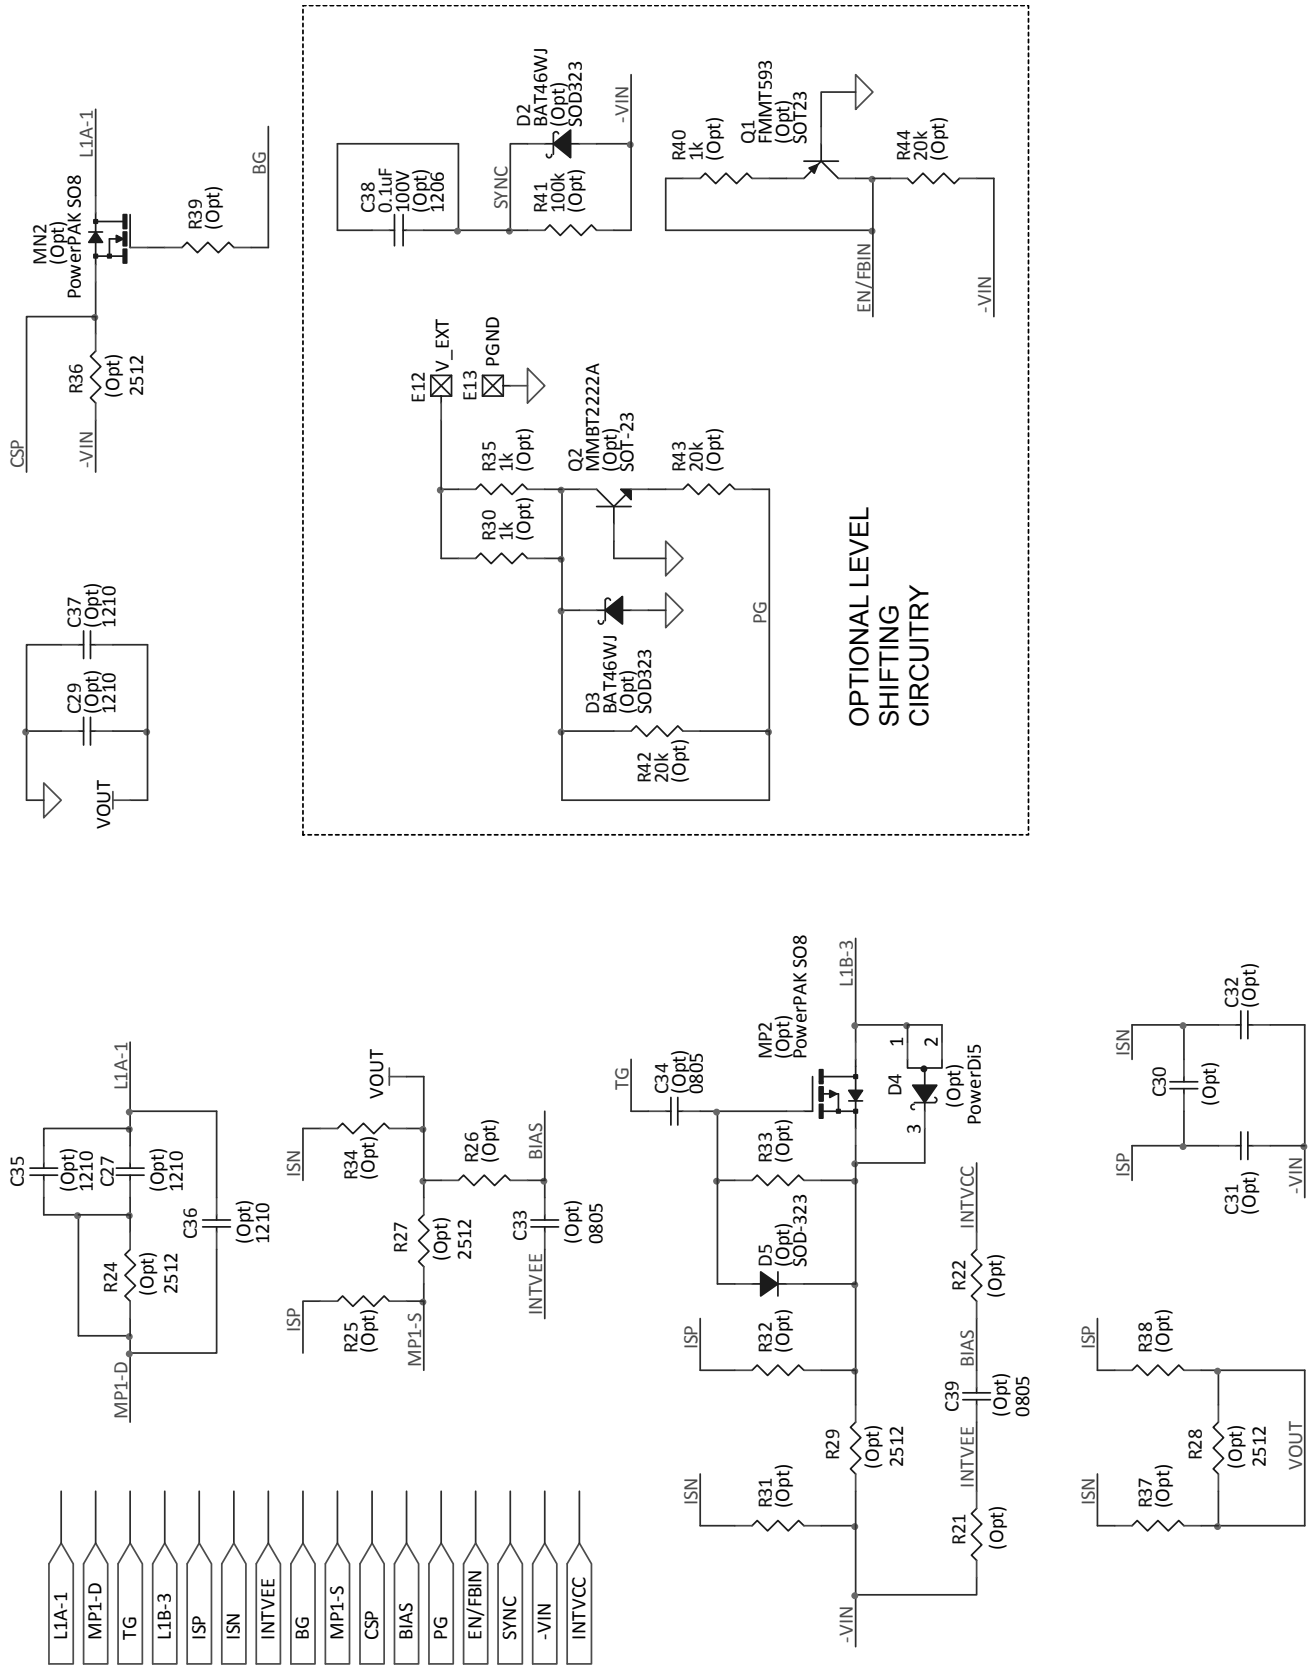 L1A-1
MP1-D
TG
L1B-3
ISP
ISN
INTVEE
BG
MP1-S
CSP
BIAS
PG
EN/FBIN
SYNC
-VIN
INTVCC
MP1-D
R24
(Opt)
2512
C35
(Opt)
1210
C27
(Opt)
1210
C36
(Opt)
1210
L1A-1
ISP
R25
(Opt)
MP1-S
R27
(Opt)
2512
ISN
R34
(Opt)
VOUT
R26
(Opt)
BIAS
C33
(Opt)
0805
INTVEE
-VIN
ISN
R31
(Opt)
R29
(Opt)
2512
ISP
R32
(Opt)
D5
(Opt)
SOD-323
R33
(Opt)
TG
C34
(Opt)
0805
MP2
(Opt)
PowerPAK SO8
L1B-3
D4
(Opt)
PowerDi5
1
2
3
R21
(Opt)
INTVEE
C39
(Opt)
0805
BIAS
R22
(Opt)
INTVCC
ISN
R37
(Opt)
R28
(Opt)
2512
VOUT
ISP
R38
(Opt)
ISP
C31
(Opt)
-VIN
C30
(Opt)
ISN
C32
(Opt)
VOUT
C29
(Opt)
1210
C37
(Opt)
1210
CSP
-VIN
R36
(Opt)
2512
MN2
(Opt)
PowerPAK SO8
L1A-1
R39
(Opt)
BG
R42
20k
(Opt)
D3
BAT46WJ
(Opt)
SOD323
R30
1k
(Opt)
R35
1k
(Opt)
E12
V_EXT
E13
PGND
Q2
MMBT2222A
(Opt)
SOT-23
R43
20k
(Opt)
PG
C38
0.1uF
100V
(Opt)
1206
SYNC
R41
100k
(Opt)
D2
BAT46WJ
(Opt)
SOD323
-VIN
R40
1k
(Opt)
Q1
FMMT593
(Opt)
SOT23
EN/FBIN
R44
20k
(Opt)
-VIN
OPTIONAL LEVEL
SHIFTING
CIRCUITRY